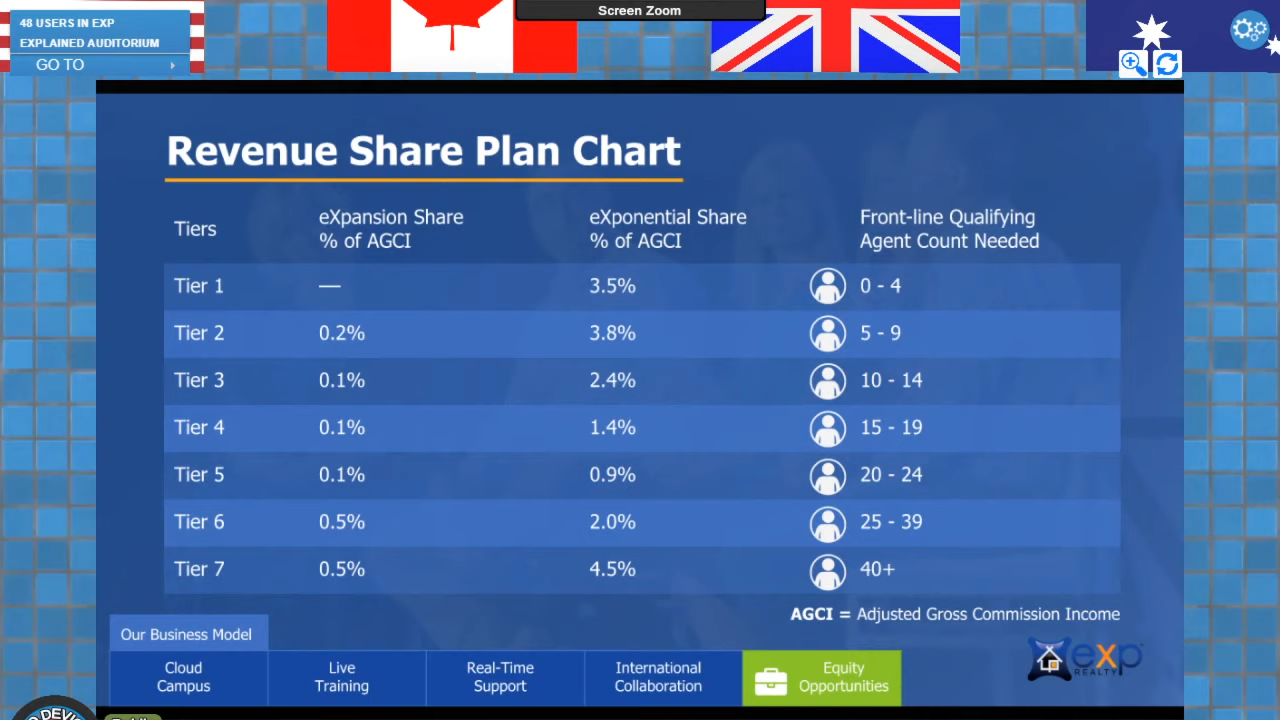 Screen Zoom
48 USERS IN EXP
EXPLAINED AUDITORIUM
GO TO
Revenue Share Plan Chart
Tiers eXpansion Share % of AGCI eXponential Share % of AGCI Front-line Qualifying Agent Count Needed
Tier 1 — 3.5% 0 - 4
Tier 2 0.2% 3.8% 5 - 9
Tier 3 0.1% 2.4% 10 - 14
Tier 4 0.1% 1.4% 15 - 19
Tier 5 0.1% 0.9% 20 - 24
Tier 6 0.5% 2.0% 25 - 39
Tier 7 0.5% 4.5% 40+
AGCI = Adjusted Gross Commission Income
Our Business Model
Cloud Campus
Live Training
Real-Time Support
International Collaboration
Equity Opportunities
exp
REALTY